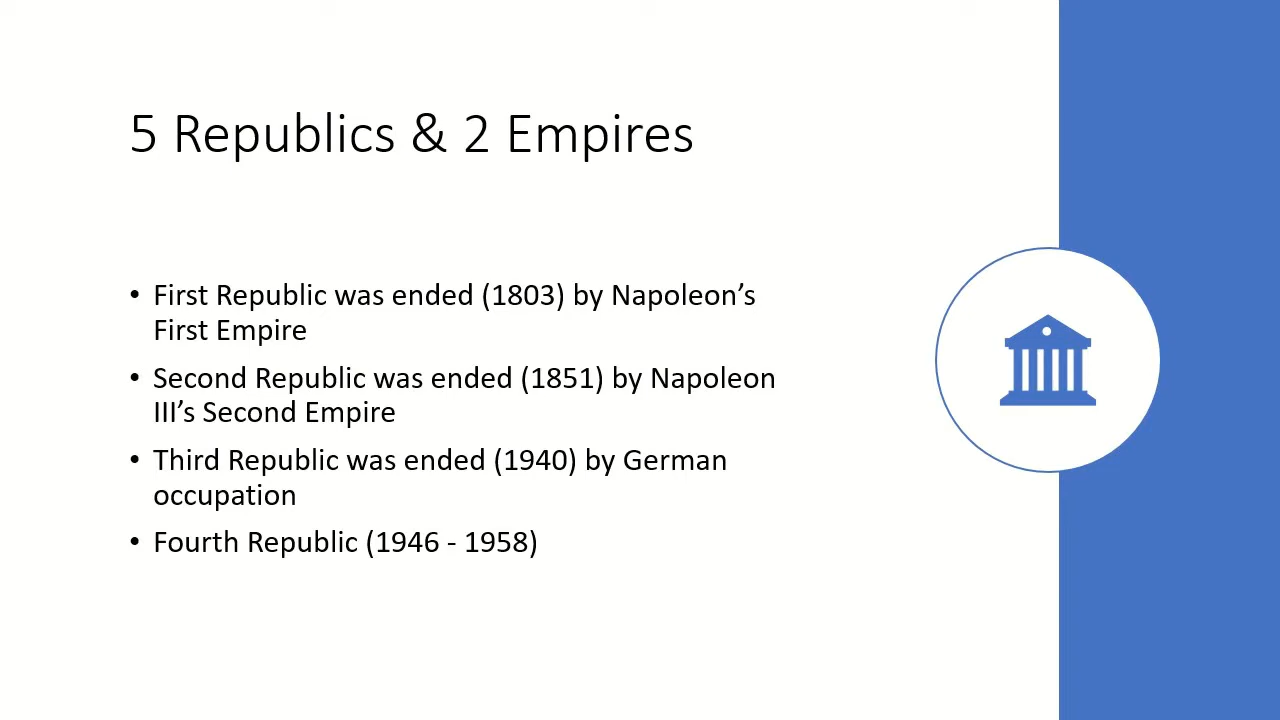 5 Republics & 2 Empires
• First Republic was ended (1803) by Napoleon’s
First Empire
• Second Republic was ended (1851) by Napoleon
III’s Second Empire
• Third Republic was ended (1940) by German
occupation
• Fourth Republic (1946 - 1958)